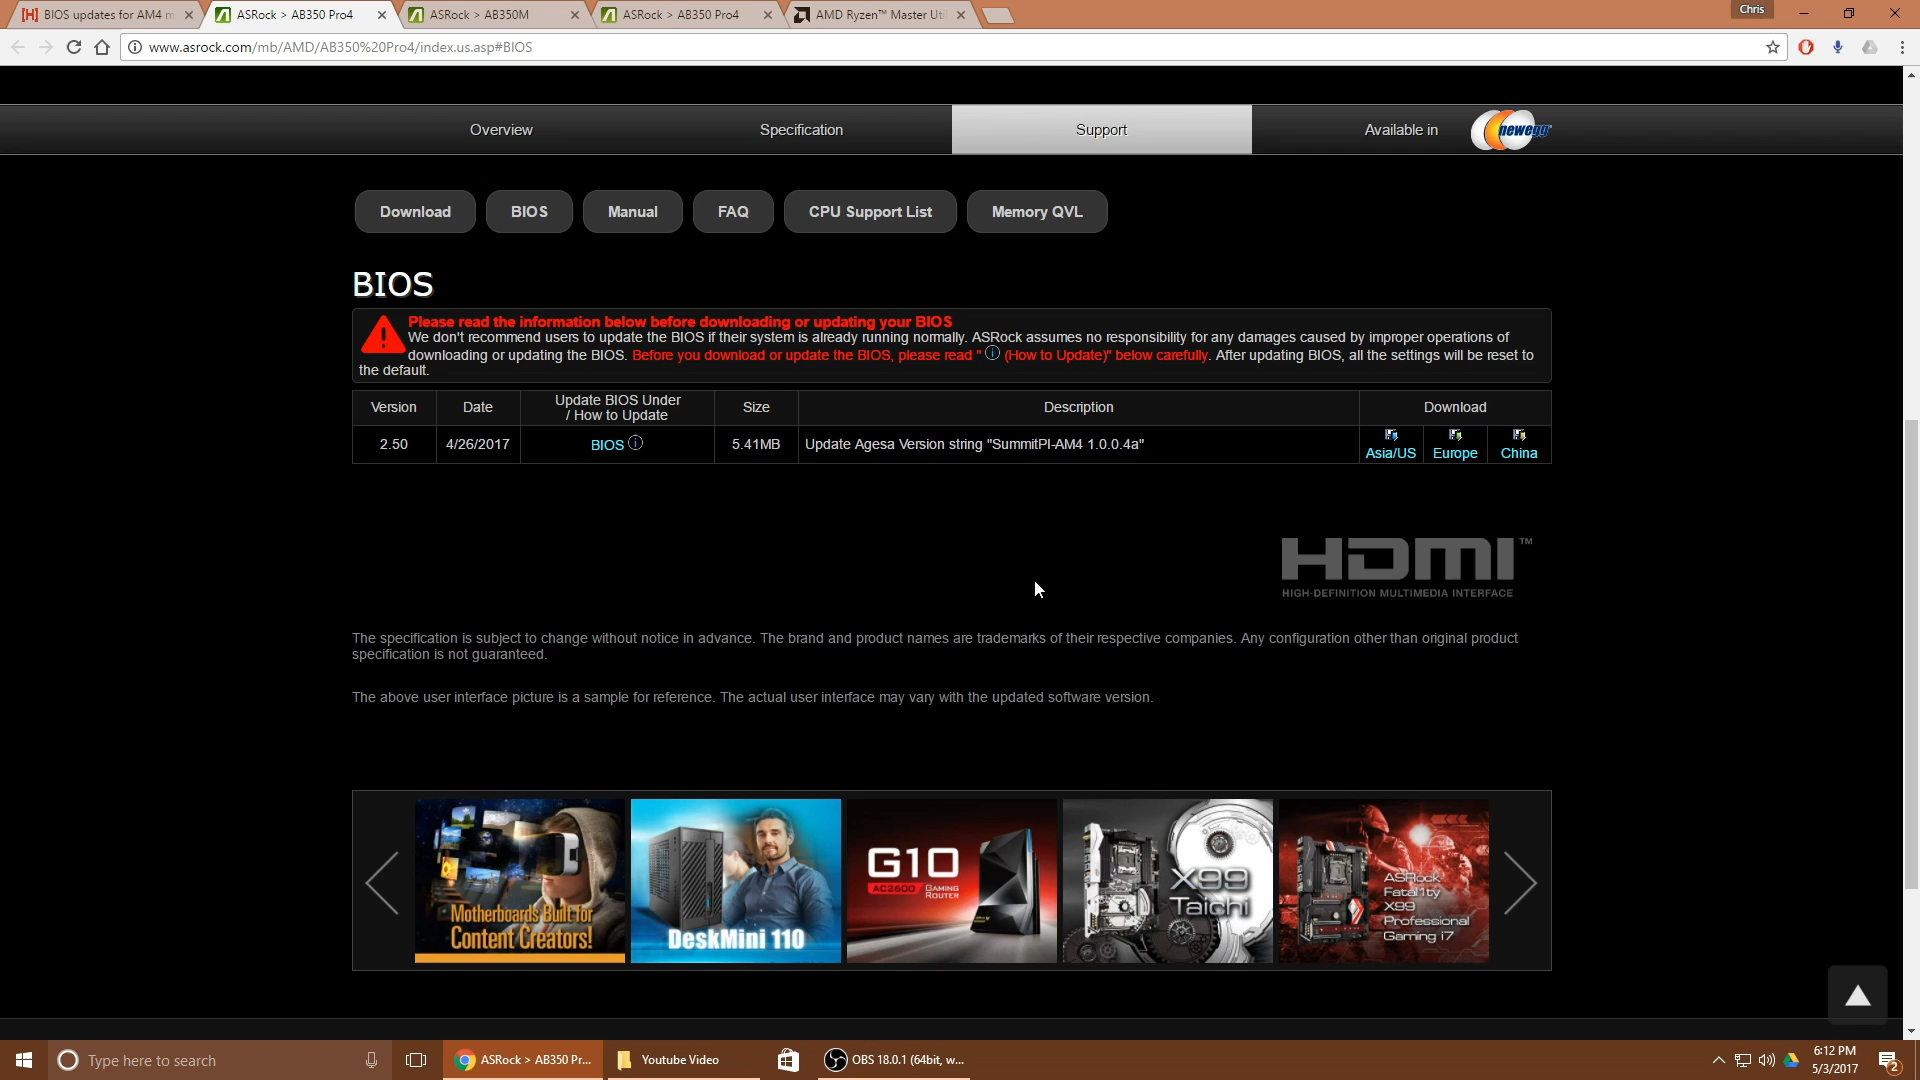 BIOS updates for AM4 m
ASRock > AB350 Pro4
ASRock > AB350M
ASRock > AB350 Pro4
AMD Ryzen™ Master Uti
Chris
www.asrock.com/mb/AMD/AB350%20Pro4/index.us.asp#BIOS
Overview
Specification
Support
Available in
newegg
Download
BIOS
Manual
FAQ
CPU Support List
Memory QVL
BIOS
Please read the information below before downloading or updating your BIOS
We don't recommend users to update the BIOS if their system is already running normally. ASRock assumes no responsibility for any damages caused by improper operations of
downloading or updating the BIOS. Before you download or update the BIOS, please read " (How to Update)" below carefully. After updating BIOS, all the settings will be reset to
the default.
Version
Date
Update BIOS Under
/ How to Update
Size
Description
Download
2.50
4/26/2017
BIOS
5.41MB
Update Agesa Version string "SummitPI-AM4 1.0.0.4a"
Asia/US
Europe
China
HDMI™
HIGH-DEFINITION MULTIMEDIA INTERFACE
The specification is subject to change without notice in advance. The brand and product names are trademarks of their respective companies. Any configuration other than original product
specification is not guaranteed.
The above user interface picture is a sample for reference. The actual user interface may vary with the updated software version.
Motherboards Built for
Content Creators!
DeskMini 110
G10
AC2600 GAMING
ROUTER
X99
Taichi
ASRock
Fatal1ty
X99
Professional
Gaming i7
Type here to search
ASRock > AB350 Pr...
Youtube Video
OBS 18.0.1 (64bit, w...
6:12 PM
5/3/2017
2